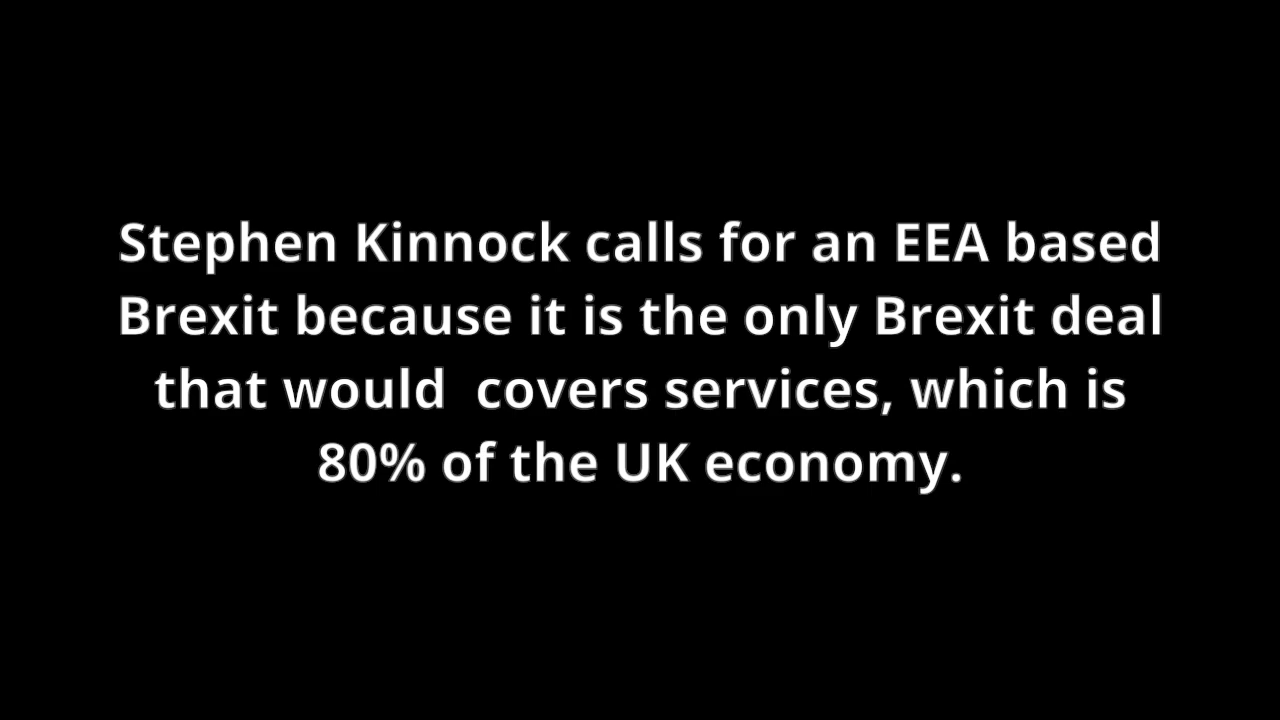 Stephen Kinnock calls for an EEA based
Brexit because it is the only Brexit deal
that would  covers services, which is
80% of the UK economy.